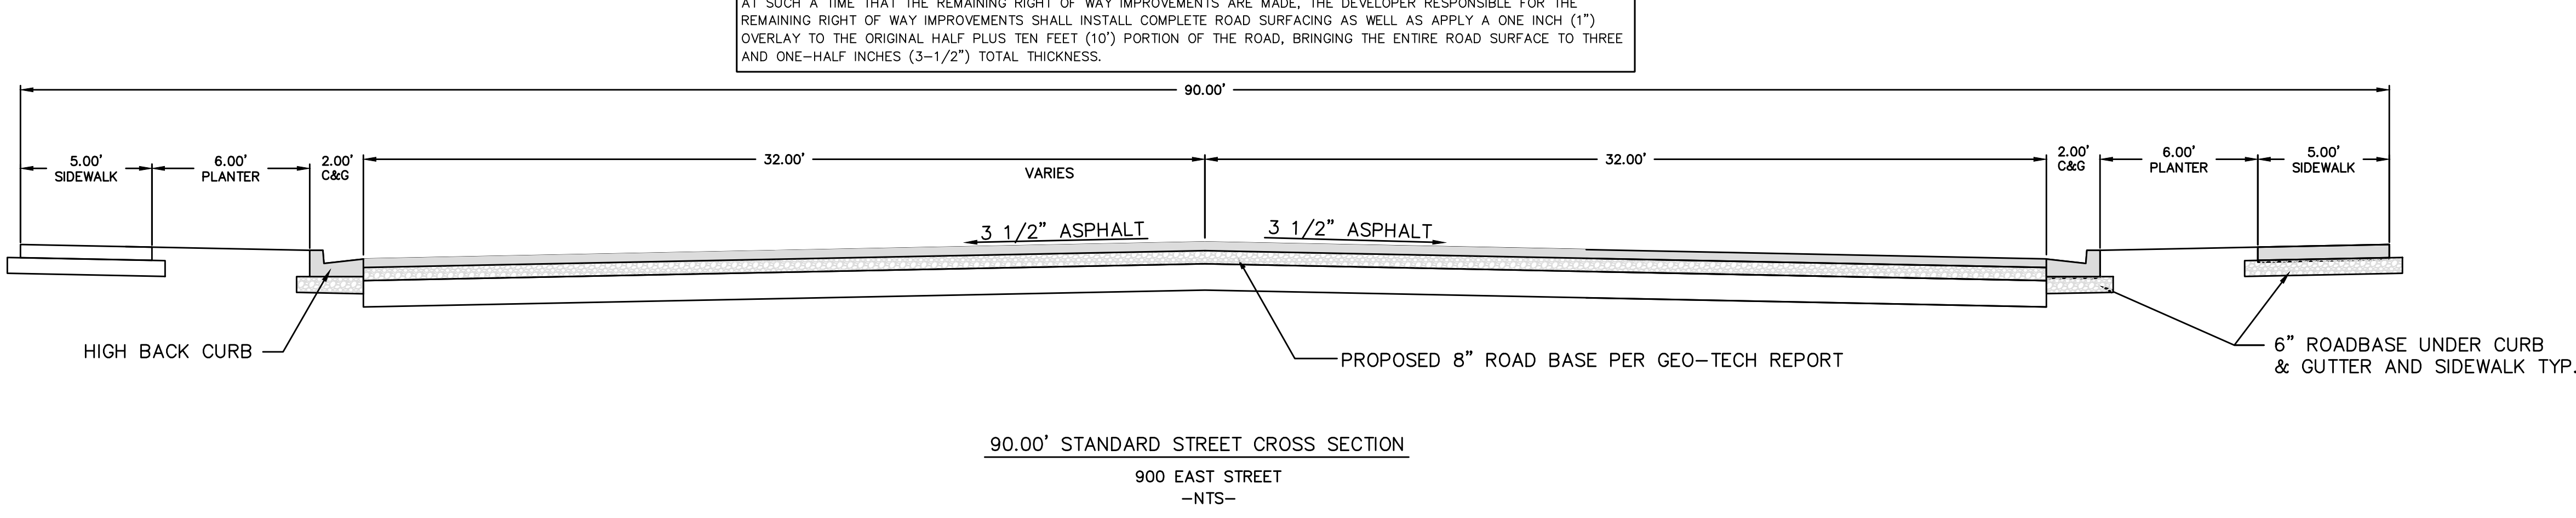 AT SUCH A TIME THAT THE REMAINING RIGHT OF WAY IMPROVEMENTS ARE MADE, THE DEVELOPER RESPONSIBLE FOR THE
REMAINING RIGHT OF WAY IMPROVEMENTS SHALL INSTALL COMPLETE ROAD SURFACING AS WELL AS APPLY A ONE INCH (1")
OVERLAY TO THE ORIGINAL HALF PLUS TEN FEET (10') PORTION OF THE ROAD, BRINGING THE ENTIRE ROAD SURFACE TO THREE
AND ONE-HALF INCHES (3-1/2") TOTAL THICKNESS.
90.00'
5.00'
SIDEWALK
6.00'
PLANTER
2.00'
C&G
32.00'
VARIES
32.00'
2.00'
C&G
6.00'
PLANTER
5.00'
SIDEWALK
3 1/2" ASPHALT
3 1/2" ASPHALT
HIGH BACK CURB
PROPOSED 8" ROAD BASE PER GEO-TECH REPORT
6" ROADBASE UNDER CURB
& GUTTER AND SIDEWALK TYP.
90.00' STANDARD STREET CROSS SECTION
900 EAST STREET
-NTS-